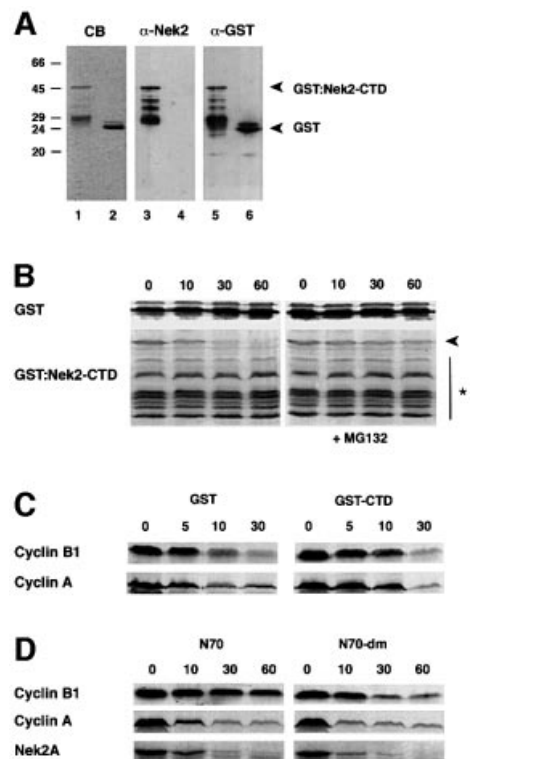 A
CB α-Nek2 α-GST
66
45
29
24
20
GST:Nek2-CTD
GST
1 2 3 4 5 6
B
0 10 30 60 0 10 30 60
GST
GST:Nek2-CTD
*
+ MG132
C
GST GST-CTD
0 5 10 30 0 5 10 30
Cyclin B1
Cyclin A
D
N70 N70-dm
0 10 30 60 0 10 30 60
Cyclin B1
Cyclin A
Nek2A